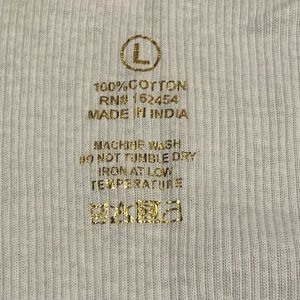 L
100% COTTON
RN# 162454
MADE IN INDIA
MACHINE WASH
DO NOT TUMBLE DRY
IRON AT LOW
TEMPERATURE